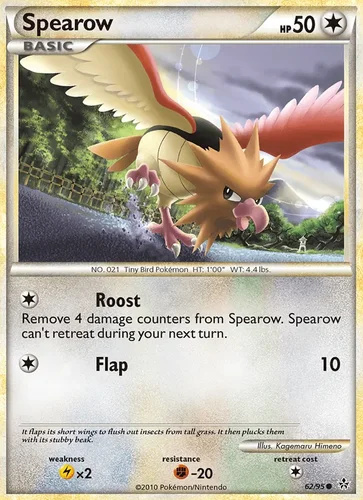 Spearow HP 50
BASIC
NO. 021 Tiny Bird Pokémon HT: 1'00" WT: 4.4 lbs.
Roost
Remove 4 damage counters from Spearow. Spearow
can't retreat during your next turn.
Flap 10
It flaps its short wings to flush out insects from tall grass. It then plucks them
with its stubby beak.
Illus. Kagemaru Himeno
weakness resistance retreat cost
×2 -20
©2010 Pokémon/Nintendo 62/95